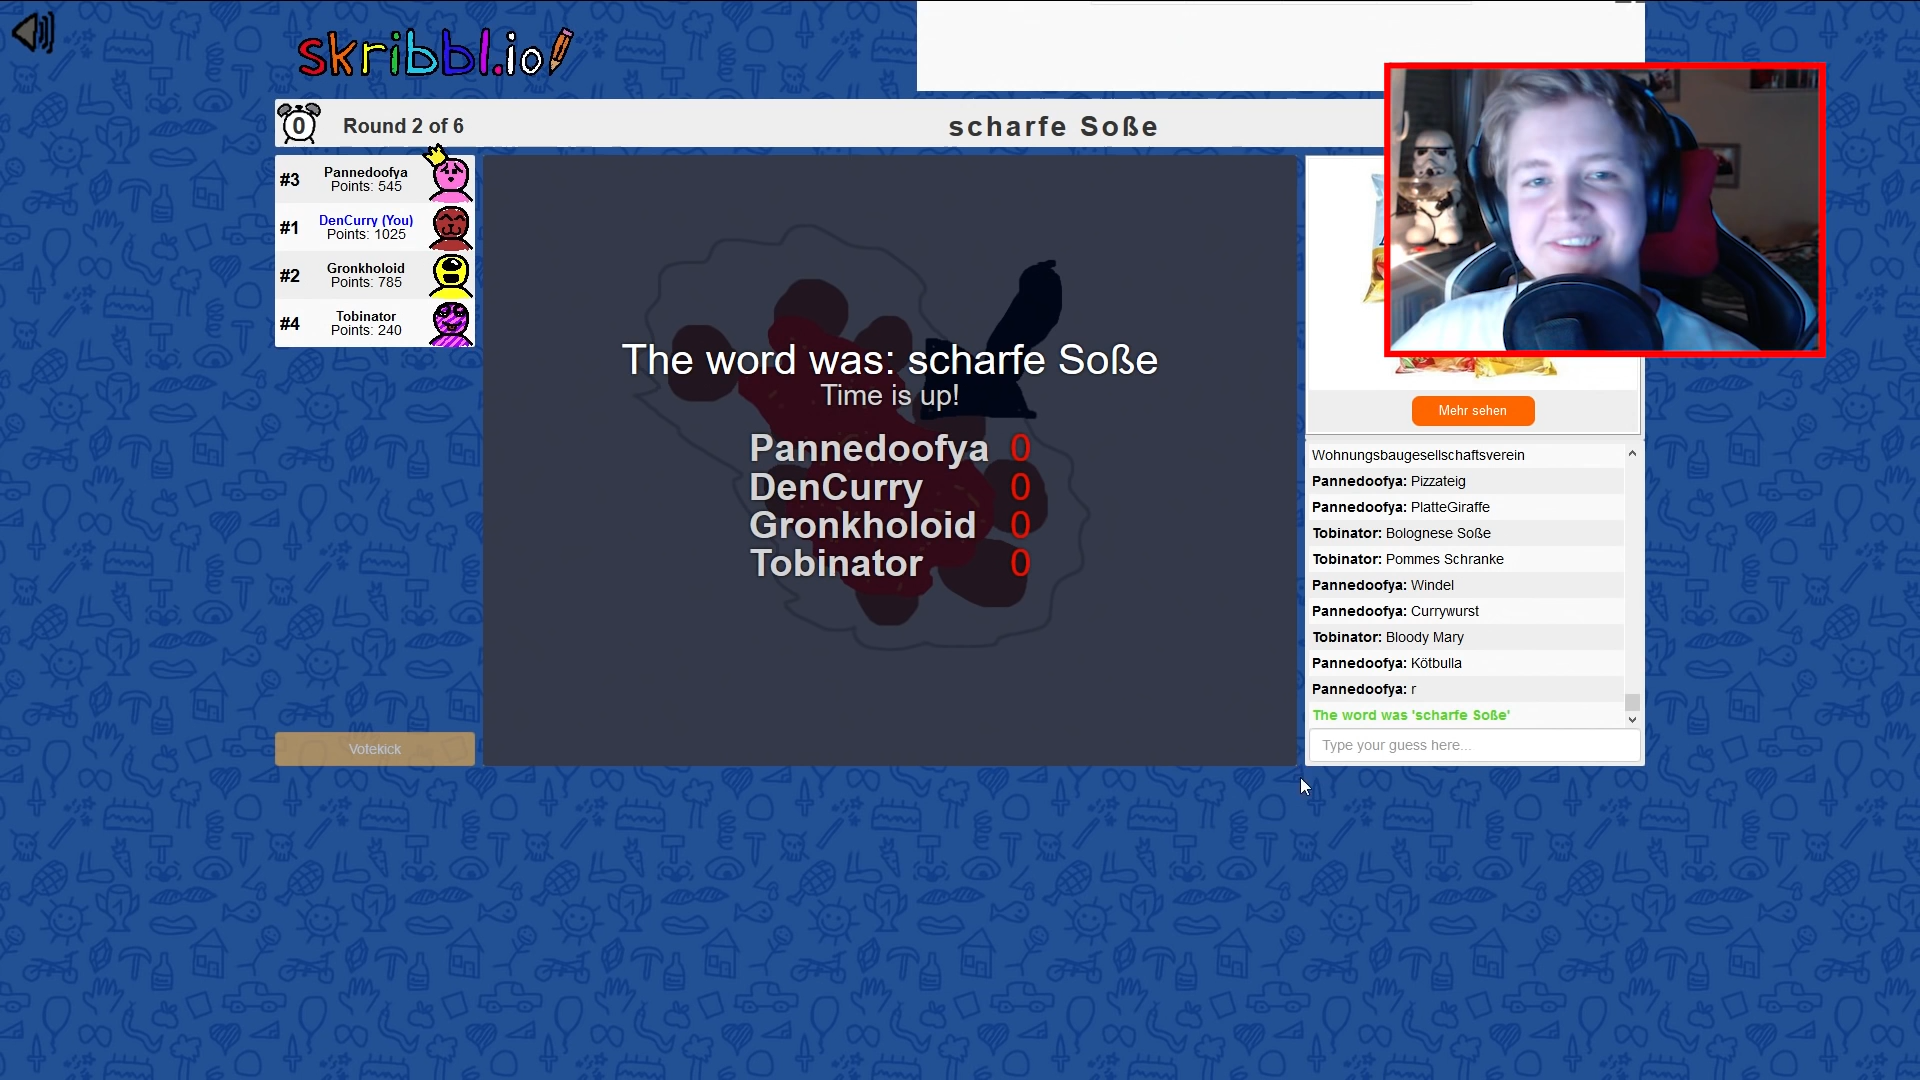 skribbl.io
0
Round 2 of 6
scharfe Soße
#3
Pannedoofya
Points: 545
#1
DenCurry (You)
Points: 1025
#2
Gronkholoid
Points: 785
#4
Tobinator
Points: 240
Votekick
The word was: scharfe Soße
Time is up!
Pannedoofya 0
DenCurry 0
Gronkholoid 0
Tobinator 0
Mehr sehen
Wohnungsbaugesellschaftsverein
Pannedoofya: Pizzateig
Pannedoofya: PlatteGiraffe
Tobinator: Bolognese Soße
Tobinator: Pommes Schranke
Pannedoofya: Windel
Pannedoofya: Currywurst
Tobinator: Bloody Mary
Pannedoofya: Kötbulla
Pannedoofya: r
The word was 'scharfe Soße'
Type your guess here...